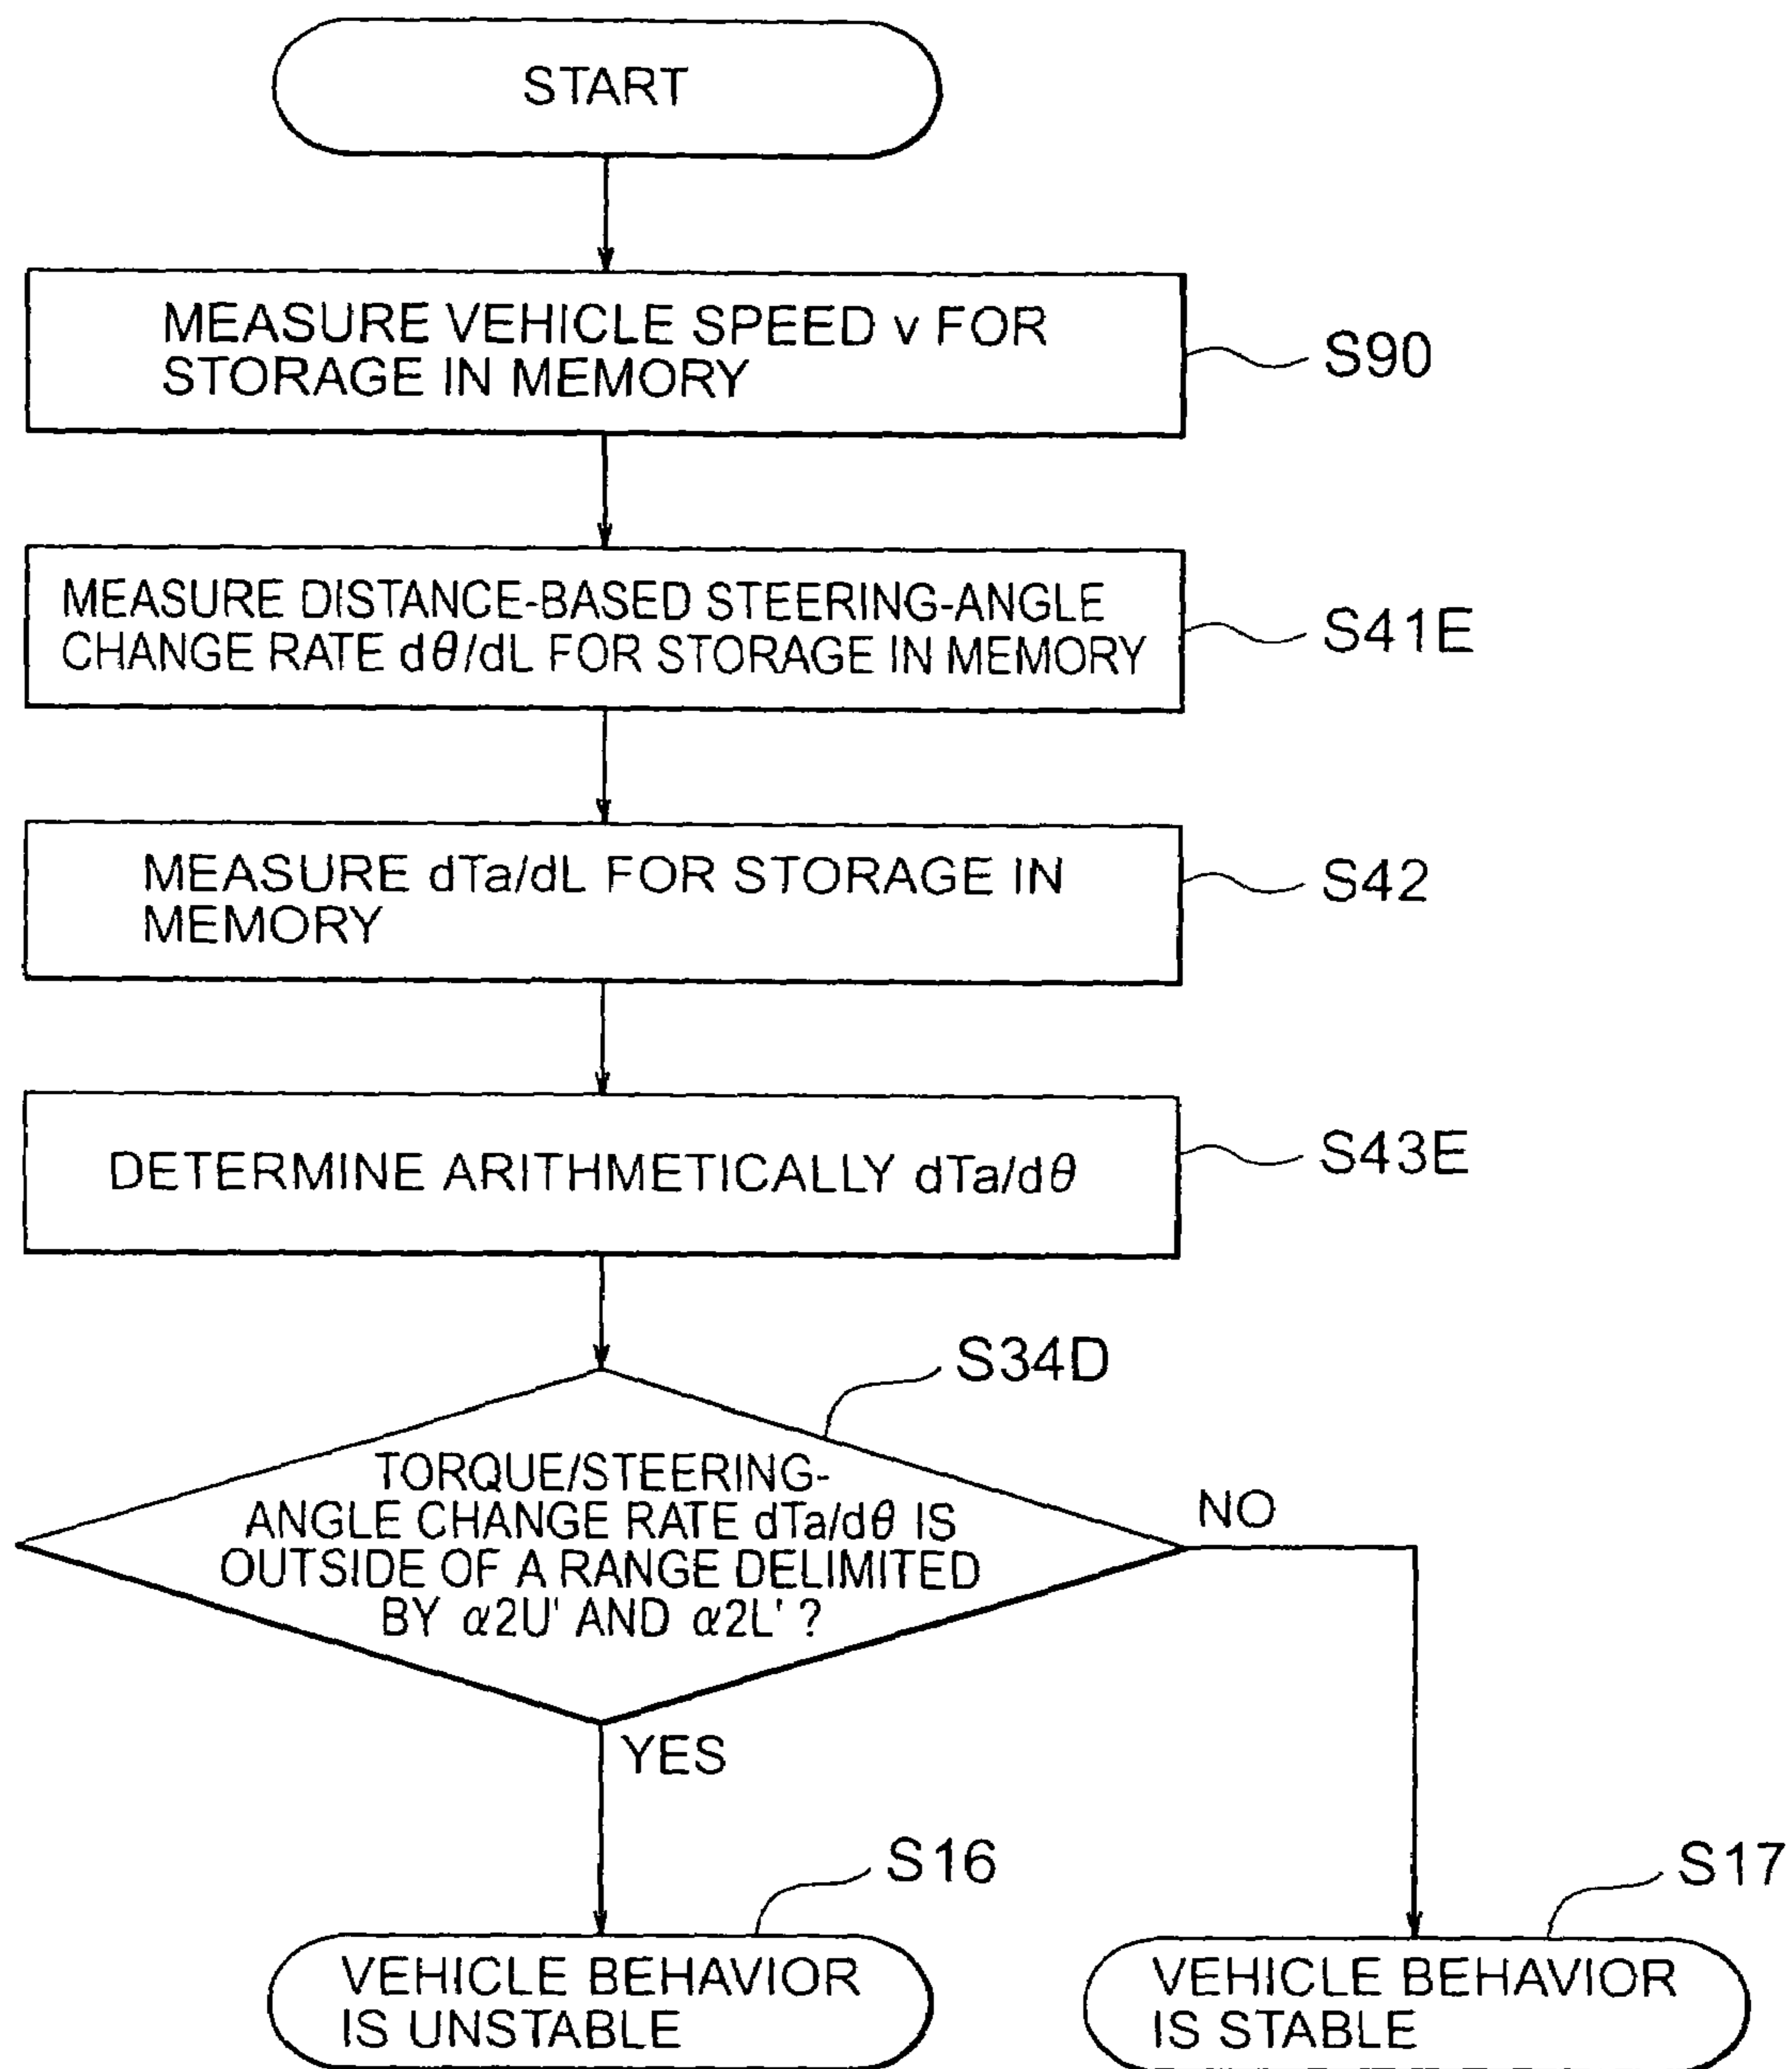 START
MEASURE VEHICLE SPEED v FOR
STORAGE IN MEMORY
S90
MEASURE DISTANCE-BASED STEERING-ANGLE
CHANGE RATE dθ/dL FOR STORAGE IN MEMORY
S41E
MEASURE dTa/dL FOR STORAGE IN
MEMORY
S42
DETERMINE ARITHMETICALLY dTa/dθ
S43E
S34D
TORQUE/STEERING-
ANGLE CHANGE RATE dTa/dθ IS
OUTSIDE OF A RANGE DELIMITED
BY α2U' AND α2L' ?
NO
YES
S16
S17
VEHICLE BEHAVIOR
IS UNSTABLE
VEHICLE BEHAVIOR
IS STABLE